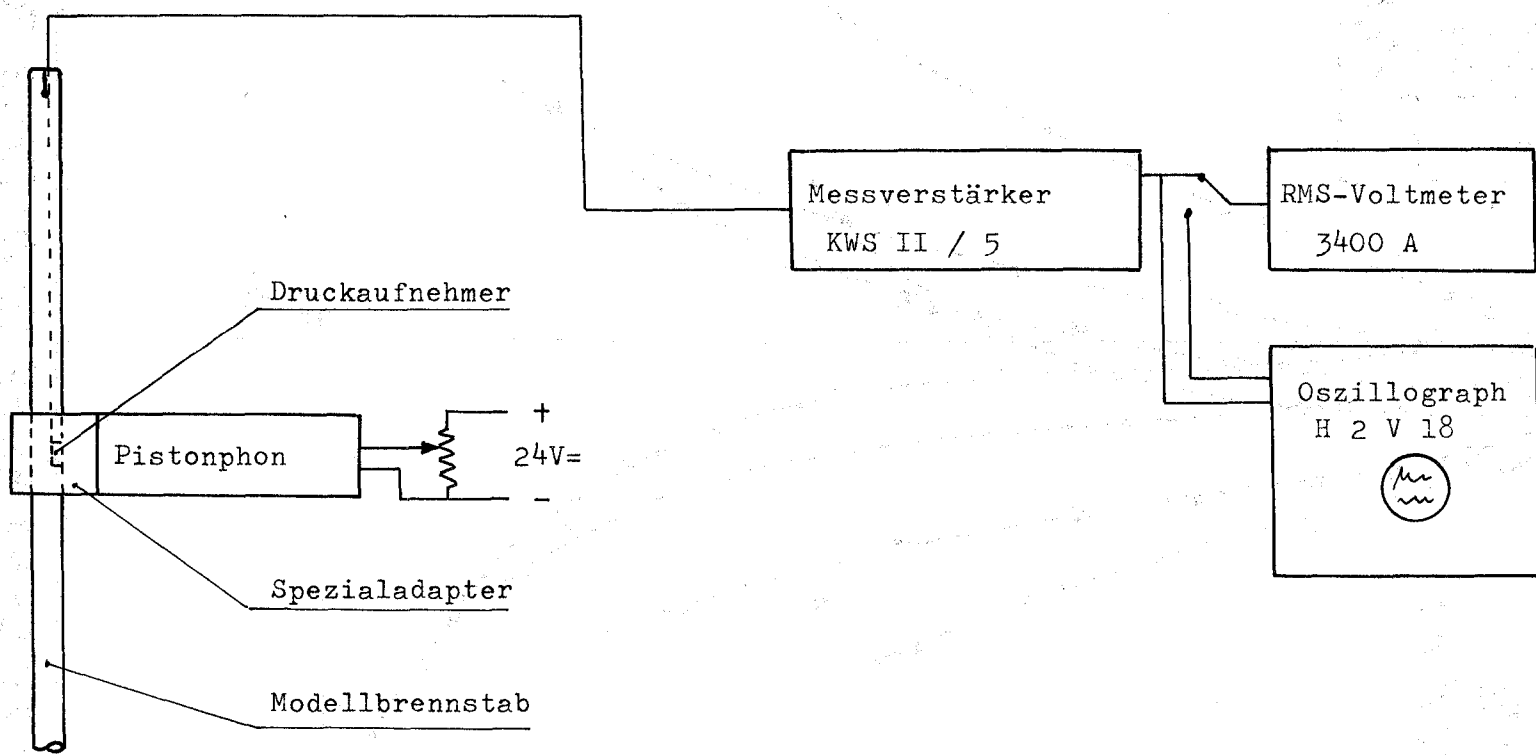 Messverstärker
KWS II / 5
RMS-Voltmeter
3400 A
Druckaufnehmer
Oszillograph
H 2 V 18
Pistonphon
+
24V=
-
Spezialadapter
Modellbrennstab